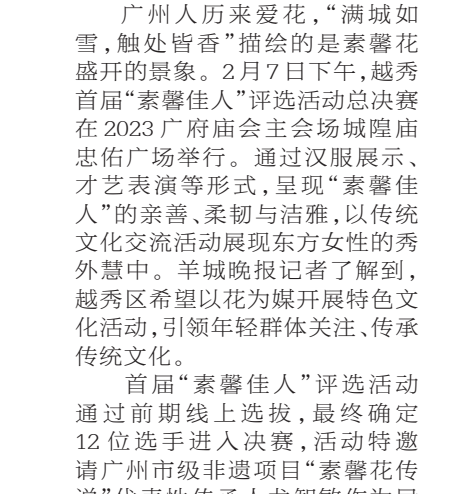 广州人历来爱花，“满城如
雪，触处皆香”描绘的是素馨花
盛开的景象。2月7日下午，越秀
首届“素馨佳人”评选活动总决赛
在2023广府庙会主会场城隍庙
忠佑广场举行。通过汉服展示、
才艺表演等形式，呈现“素馨佳
人”的亲善、柔韧与洁雅，以传统
文化交流活动展现东方女性的秀
外慧中。羊城晚报记者了解到，
越秀区希望以花为媒开展特色文
化活动，引领年轻群体关注、传承
传统文化。
首届“素馨佳人”评选活动
通过前期线上选拔，最终确定
12位选手进入决赛，活动特邀
请广州市级非遗项目“素馨花传